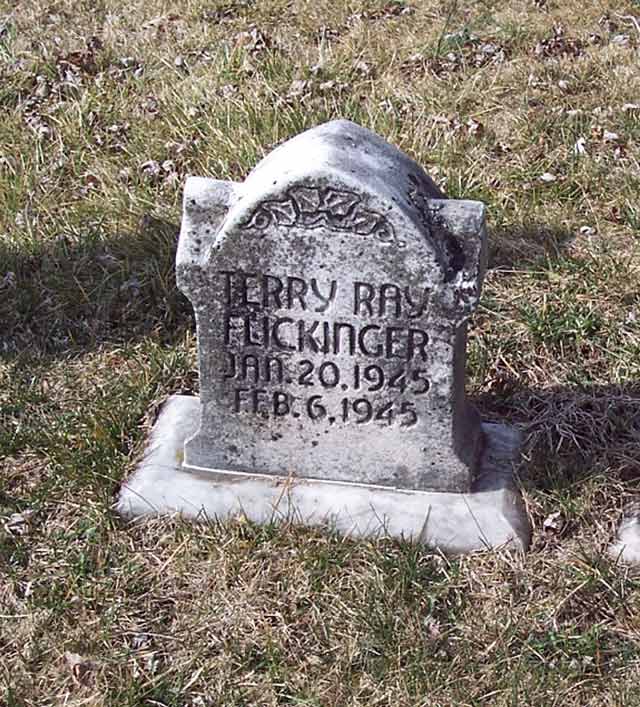 TERRY RAY
FLICKINGER
JAN. 20, 1945
FEB. 6, 1945